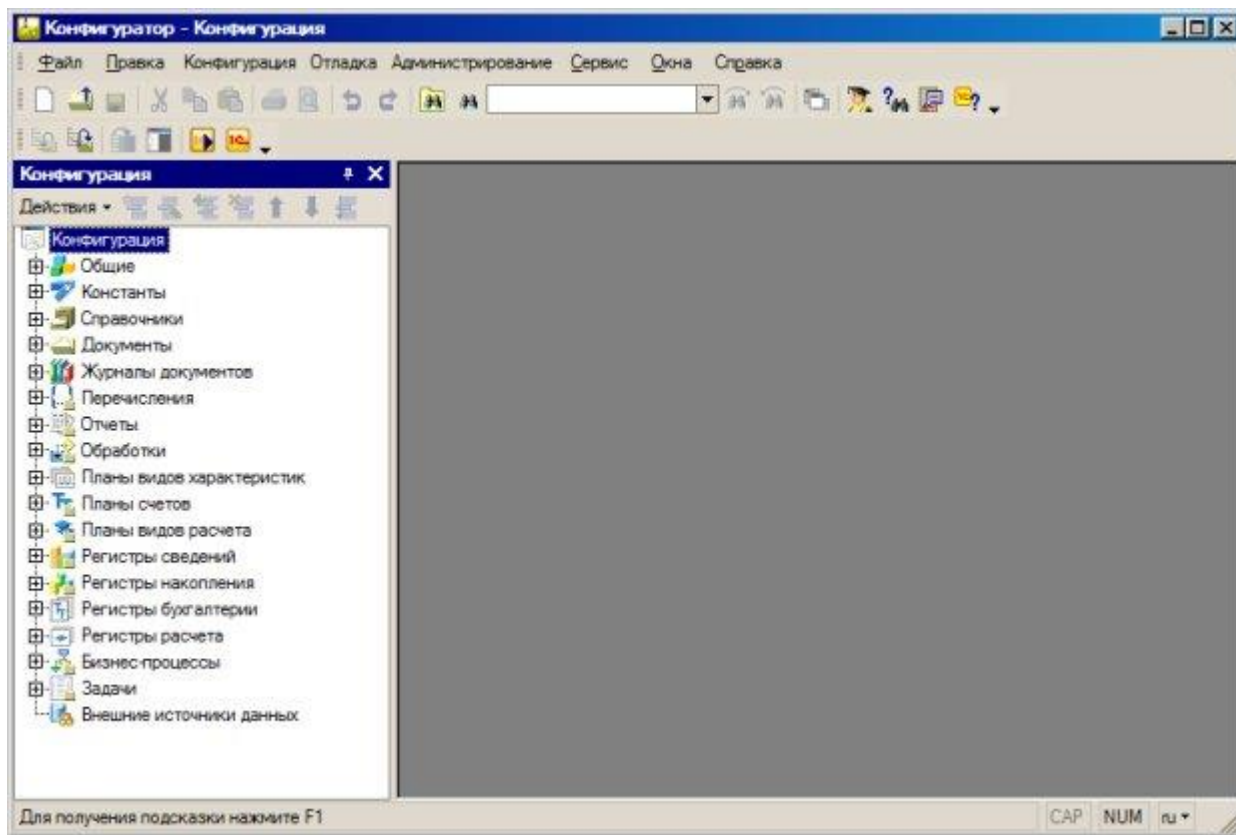 Конфигуратор - Конфигурация
Файл Правка Конфигурация Отладка Администрирование Сервис Окна Справка
Конфигурация
Действия
Конфигурация
Общие
Константы
Справочники
Документы
Журналы документов
Перечисления
Отчеты
Обработки
Планы видов характеристик
Планы счетов
Планы видов расчета
Регистры сведений
Регистры накопления
Регистры бухгалтерии
Регистры расчета
Бизнес-процессы
Задачи
Внешние источники данных
Для получения подсказки нажмите F1
CAP NUM ru